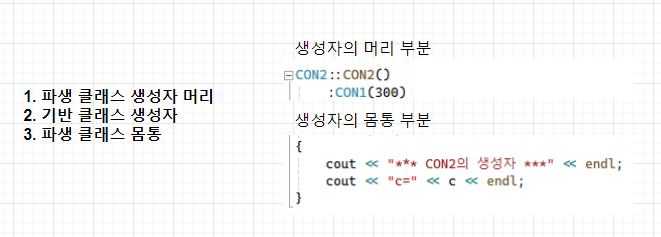 1. 파생 클래스 생성자 머리
2. 기반 클래스 생성자
3. 파생 클래스 몸통
생성자의 머리 부분
CON2::CON2()
:CON1(300)
생성자의 몸통 부분
{
cout << "*** CON2의 생성자 ***" << endl;
cout << "c=" << c << endl;
}